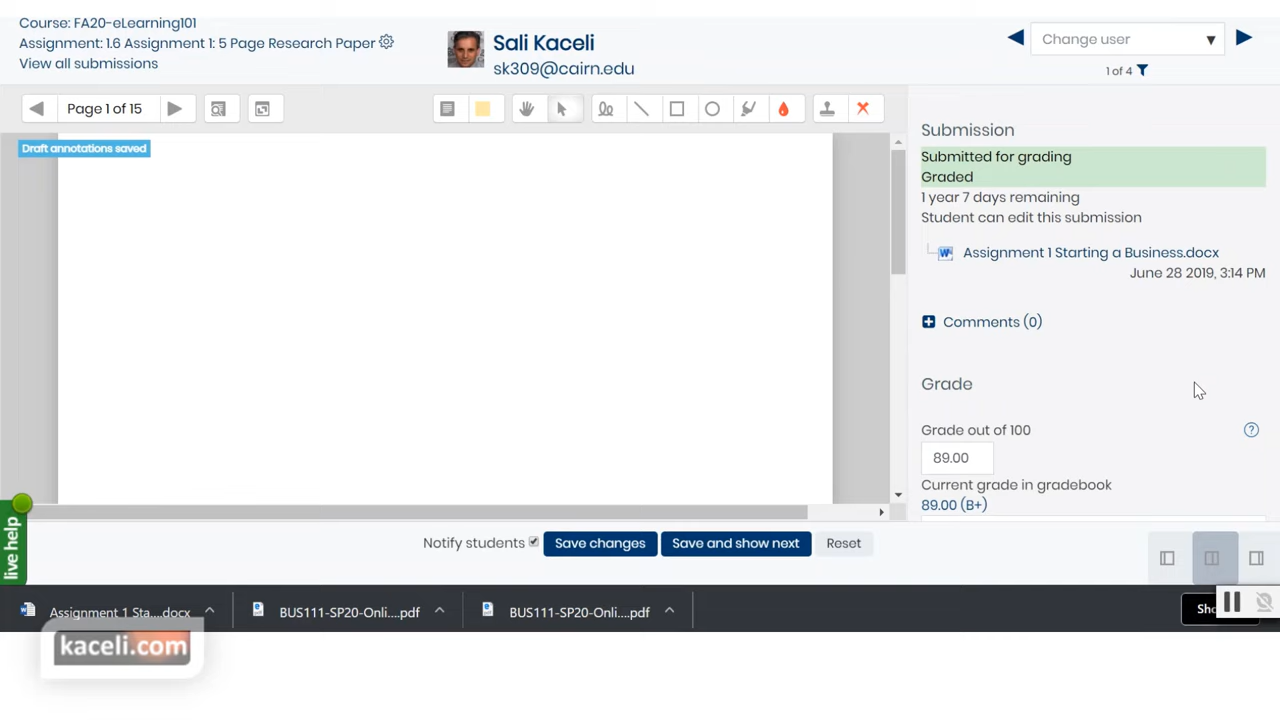 Course: FA20-eLearning101
Assignment: 1.6 Assignment 1: 5 Page Research Paper
View all submissions
Sali Kaceli
sk309@cairn.edu
Change user
1 of 4
Page 1 of 15
Draft annotations saved
Submission
Submitted for grading
Graded
1 year 7 days remaining
Student can edit this submission
Assignment 1 Starting a Business.docx
June 28 2019, 3:14 PM
Comments (0)
Grade
Grade out of 100
89.00
Current grade in gradebook
89.00 (B+)
live help
Notify students
Save changes
Save and show next
Reset
Assignment 1 Sta....docx
BUS111-SP20-Onli....pdf
BUS111-SP20-Onli....pdf
kaceli.com